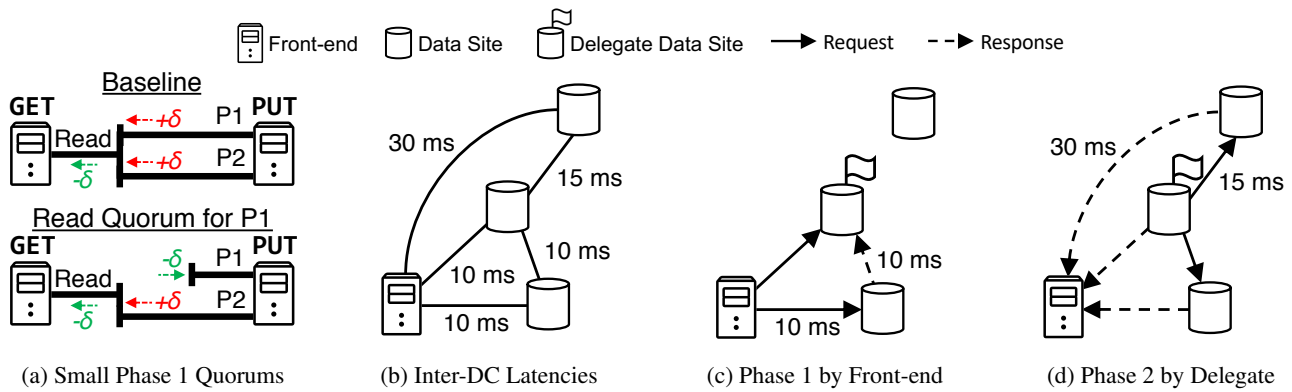 Front-end
Data Site
Delegate Data Site
Request
Response
Baseline
GET
PUT
+δ
P1
Read
+δ
P2
-δ
Read Quorum for P1
GET
PUT
-δ
P1
Read
+δ
P2
-δ
(a) Small Phase 1 Quorums
30 ms
15 ms
10 ms
10 ms
10 ms
(b) Inter-DC Latencies
10 ms
10 ms
(c) Phase 1 by Front-end
30 ms
15 ms
(d) Phase 2 by Delegate